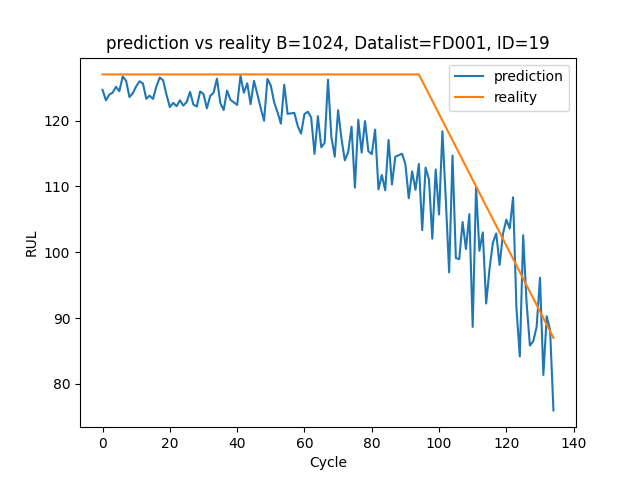 prediction vs reality B=1024, Datalist=FD001, ID=19
prediction
reality
RUL
120
110
100
90
80
0 20 40 60 80 100 120 140
Cycle